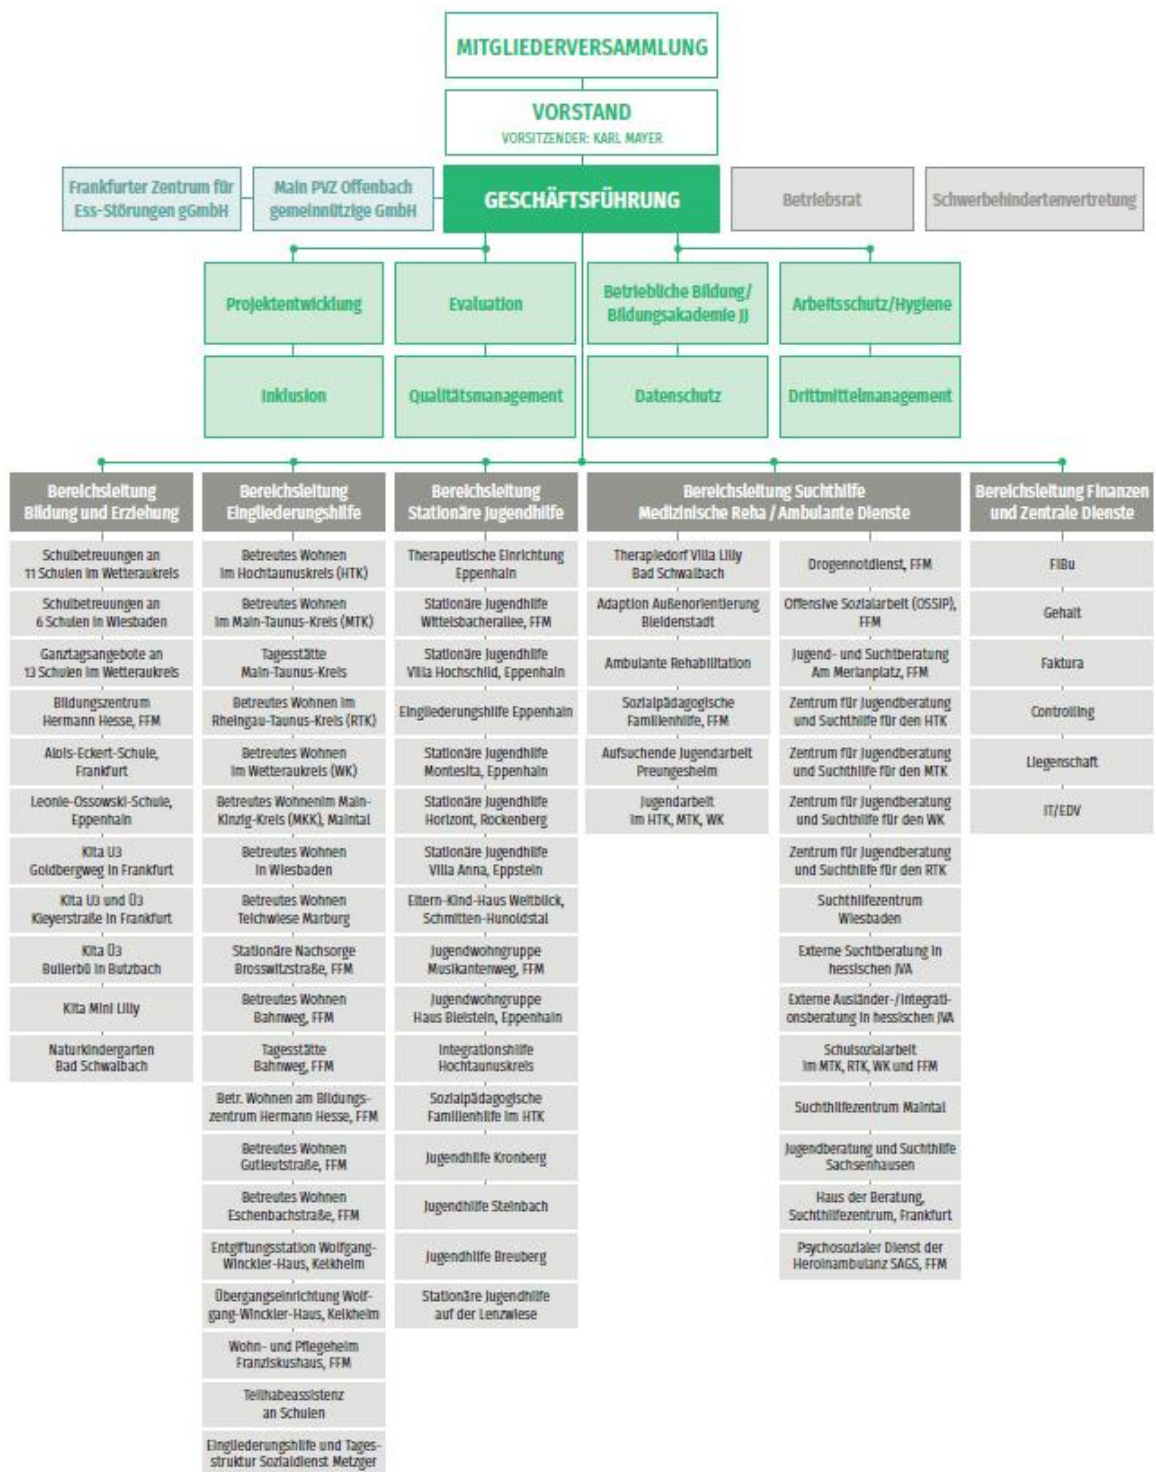 MITGLIEDERVERSAMMLUNG
VORSTAND
VORSITZENDER: KARL MAYER
Frankfurter Zentrum für
Ess-Störungen gGmbH
Main PVZ Offenbach
gemeinnützige GmbH
GESCHÄFTSFÜHRUNG
Betriebsrat
Schwerbehindertenvertretung
Projektentwicklung
Evaluation
Betriebliche Bildung/
Bildungsakademie JJ
Arbeitsschutz/Hygiene
Inklusion
Qualitätsmanagement
Datenschutz
Drittmittelmanagement
Bereichsleitung
Bildung und Erziehung
Schulbetreuungen an
11 Schulen im Wetteraukreis
Schulbetreuungen an
6 Schulen in Wiesbaden
Ganztagsangebote an
13 Schulen im Wetteraukreis
Bildungszentrum
Hermann Hesse, FFM
Alois-Eckert-Schule,
Frankfurt
Leonie-Ossowski-Schule,
Eppenhain
Kita U3
Goldbergweg in Frankfurt
Kita U3 und Ü3
Kleyerstraße in Frankfurt
Kita Ü3
Bullerbü in Butzbach
Kita Mini Lilly
Naturkindergarten
Bad Schwalbach
Bereichsleitung
Eingliederungshilfe
Betreutes Wohnen
im Hochtaunuskreis (HTK)
Betreutes Wohnen
im Main-Taunus-Kreis (MTK)
Tagesstätte
Main-Taunus-Kreis
Betreutes Wohnen im
Rheingau-Taunus-Kreis (RTK)
Betreutes Wohnen
im Wetteraukreis (WK)
Betreutes Wohnenim Main-
Kinzig-Kreis (MKK), Maintal
Betreutes Wohnen
in Wiesbaden
Betreutes Wohnen
Teichwiese Marburg
Stationäre Nachsorge
Brosswitzstraße, FFM
Betreutes Wohnen
Bahnweg, FFM
Tagesstätte
Bahnweg, FFM
Betr. Wohnen am Bildungs-
zentrum Hermann Hesse, FFM
Betreutes Wohnen
Gutleutstraße, FFM
Betreutes Wohnen
Eschenbachstraße, FFM
Entgiftungsstation Wolfgang-
Winckler-Haus, Kelkheim
Übergangseinrichtung Wolf-
gang-Winckler-Haus, Kelkheim
Wohn- und Pflegeheim
Franziskushaus, FFM
Teilhabeassistenz
an Schulen
Eingliederungshilfe und Tages-
struktur Sozialdienst Metzger
Bereichsleitung
Stationäre Jugendhilfe
Therapeutische Einrichtung
Eppenhain
Stationäre Jugendhilfe
Wittelsbacherallee, FFM
Stationäre Jugendhilfe
Villa Hochschild, Eppenhain
Eingliederungshilfe Eppenhain
Stationäre Jugendhilfe
Montesita, Eppenhain
Stationäre Jugendhilfe
Horizont, Rockenberg
Stationäre Jugendhilfe
Villa Anna, Eppstein
Eltern-Kind-Haus Weitblick,
Schmitten-Hunoldstal
Jugendwohngruppe
Musikantenweg, FFM
Jugendwohngruppe
Haus Bielstein, Eppenhain
Integrationshilfe
Hochtaunuskreis
Sozialpädagogische
Familienhilfe im HTK
Jugendhilfe Kronberg
Jugendhilfe Steinbach
Jugendhilfe Breuberg
Stationäre Jugendhilfe
auf der Lenzwiese
Bereichsleitung Suchthilfe
Medizinische Reha / Ambulante Dienste
Therapiedorf Villa Lilly
Bad Schwalbach
Adaption Außenorientierung
Bleidenstadt
Ambulante Rehabilitation
Sozialpädagogische
Familienhilfe, FFM
Aufsuchende Jugendarbeit
Preungesheim
Jugendarbeit
im HTK, MTK, WK
Drogennotdienst, FFM
Offensive Sozialarbeit (OSSIP),
FFM
Jugend- und Suchtberatung
Am Merianplatz, FFM
Zentrum für Jugendberatung
und Suchthilfe für den HTK
Zentrum für Jugendberatung
und Suchthilfe für den MTK
Zentrum für Jugendberatung
und Suchthilfe für den WK
Zentrum für Jugendberatung
und Suchthilfe für den RTK
Suchthilfezentrum
Wiesbaden
Externe Suchtberatung in
hessischen JVA
Externe Ausländer-/Integrati-
onsberatung in hessischen JVA
Schulsozialarbeit
im MTK, RTK, WK und FFM
Suchthilfezentrum Maintal
Jugendberatung und Suchthilfe
Sachsenhausen
Haus der Beratung,
Suchthilfezentrum, Frankfurt
Psychosozialer Dienst der
Heroinambulanz SAGS, FFM
Bereichsleitung Finanzen
und Zentrale Dienste
FiBu
Gehalt
Faktura
Controlling
Liegenschaft
IT/EDV